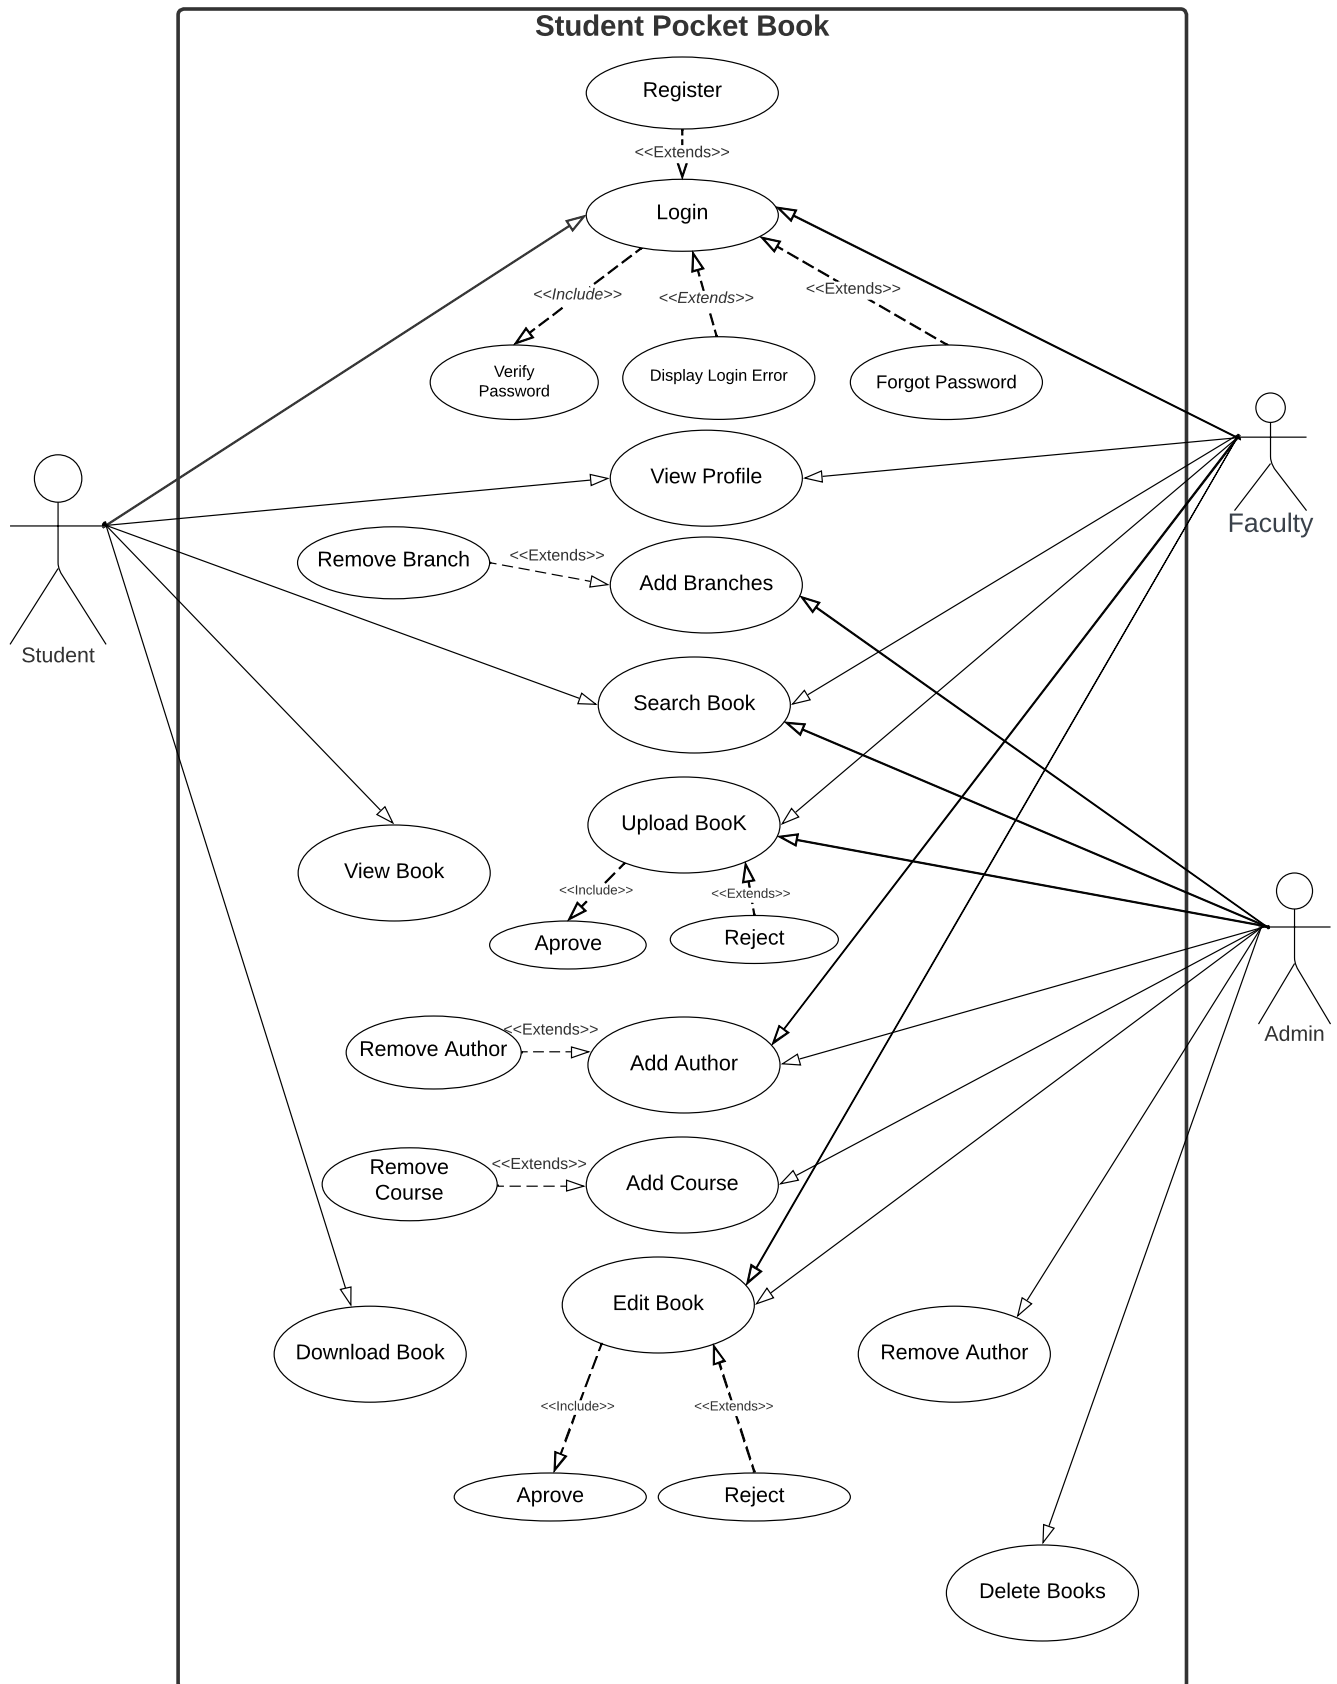 Student Pocket Book
Register
<<Extends>>
Login
<<Include>>
<<Extends>>
<<Extends>>
Verify
Password
Display Login Error
Forgot Password
View Profile
Faculty
Remove Branch
<<Extends>>
Add Branches
Student
Search Book
Upload BooK
View Book
<<Include>>
<<Extends>>
Aprove
Reject
<<Extends>>
Remove Author
Add Author
Admin
<<Extends>>
Remove
Course
Add Course
Edit Book
Download Book
Remove Author
<<Include>>
<<Extends>>
Aprove
Reject
Delete Books